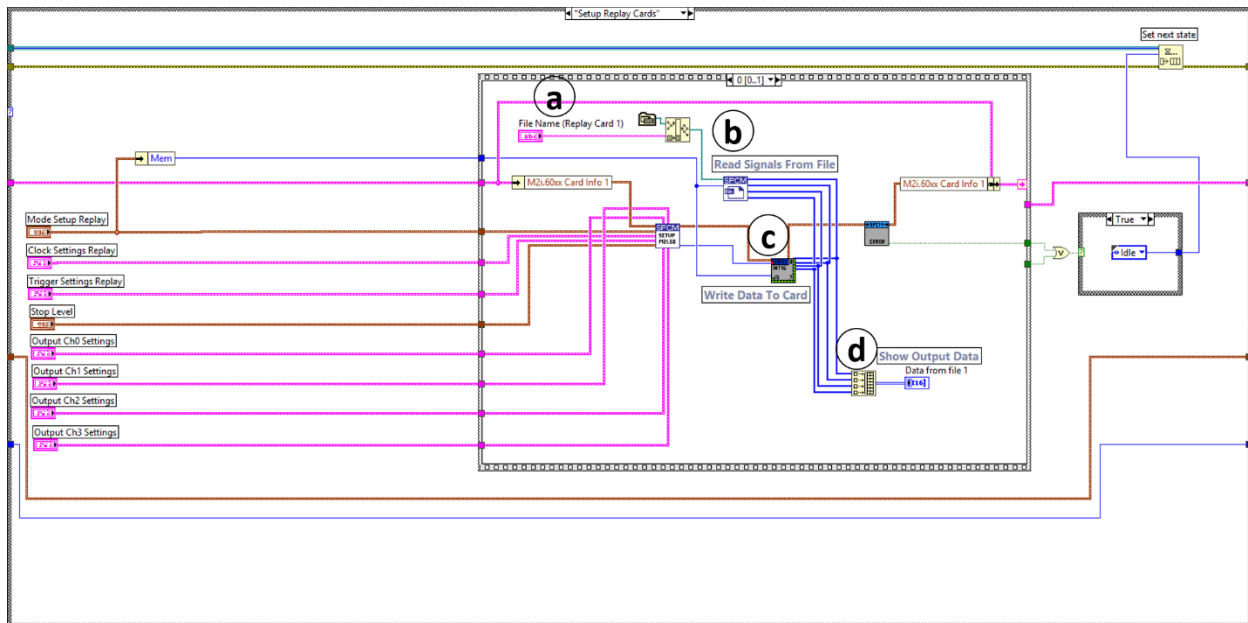 "Setup Replay Cards"
Set next state
0 [0..1]
a
File Name (Replay Card 1)
abc
b
Mem
Read Signals From File
SPCM
M2i.60xx Card Info 1
M2i.60xx Card Info 1
Mode Setup Replay
SPCM
SETUP
M2I.60
c
SPCM
ERROR
True
Idle
Clock Settings Replay
Trigger Settings Replay
Write Data To Card
Stop Level
Output Ch0 Settings
d
Show Output Data
Data from file 1
[I16]
Output Ch1 Settings
Output Ch2 Settings
Output Ch3 Settings